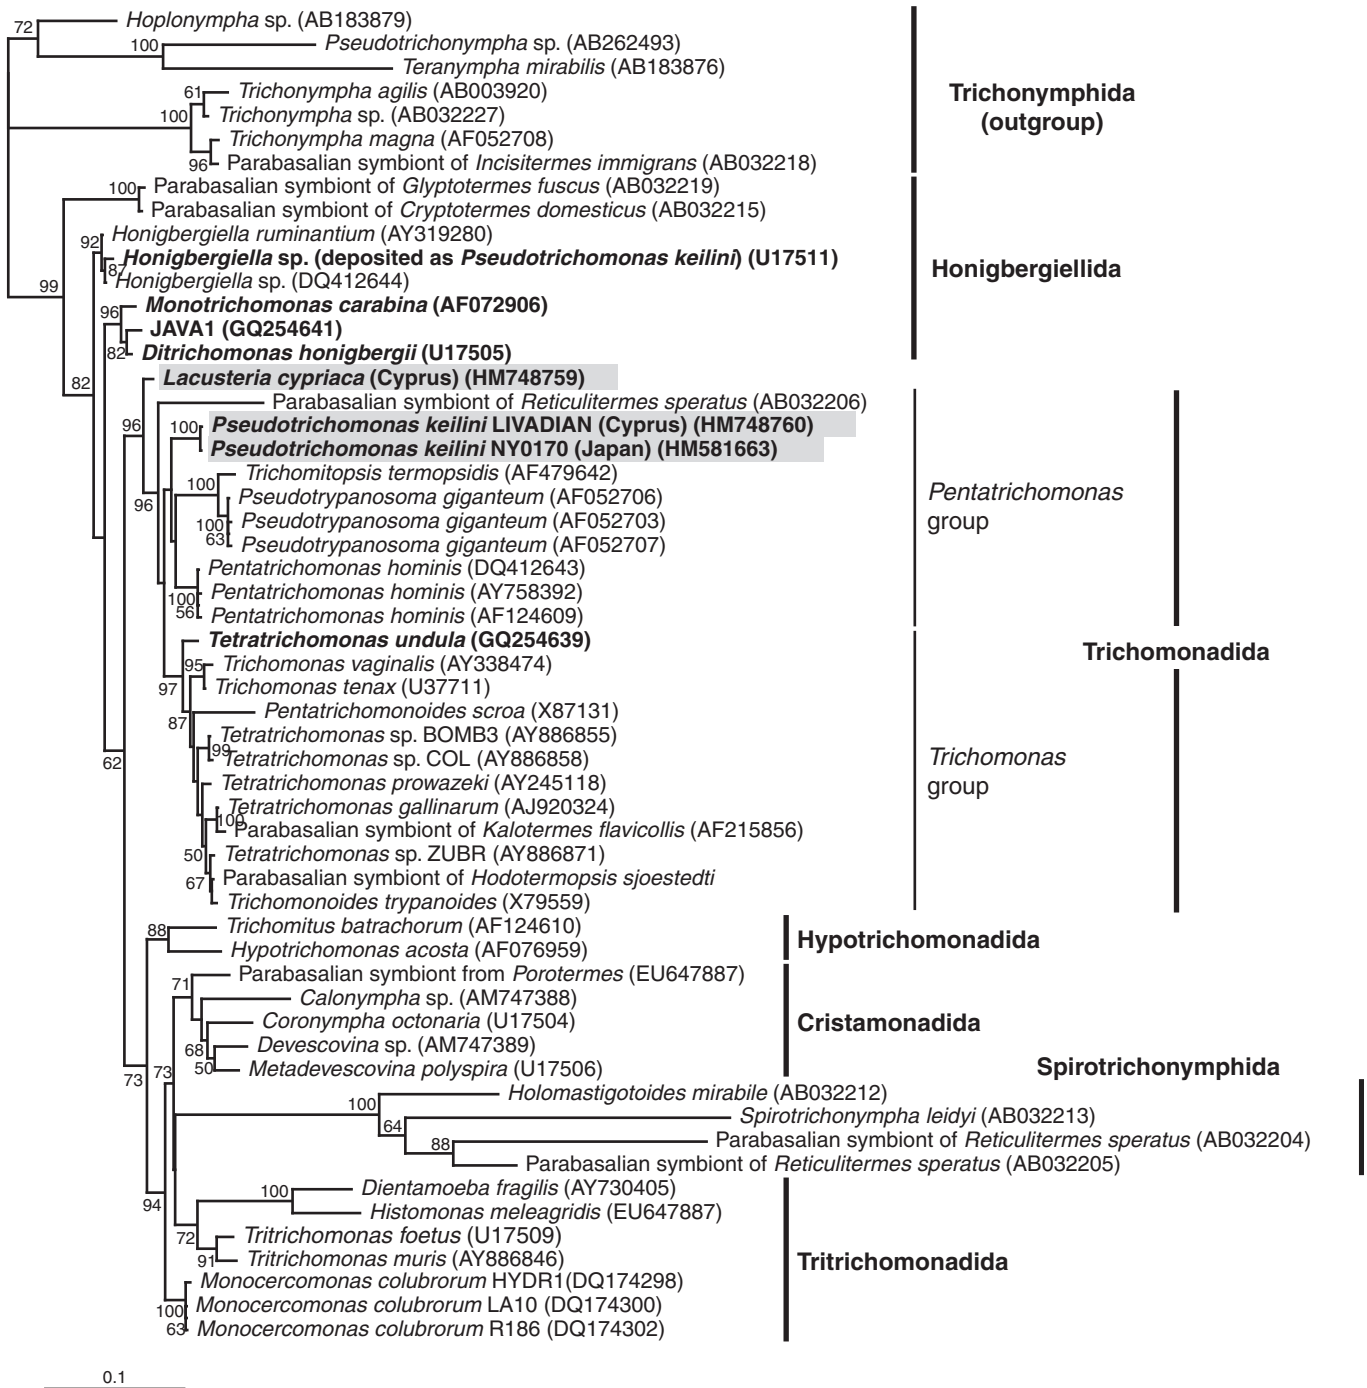 72
Hoplonympha sp. (AB183879)
100
Pseudotrichonympha sp. (AB262493)
Teranympha mirabilis (AB183876)
61
Trichonympha agilis (AB003920)
100
Trichonympha sp. (AB032227)
Trichonympha magna (AF052708)
96
Parabasalian symbiont of Incisitermes immigrans (AB032218)
Trichonymphida
(outgroup)
100
Parabasalian symbiont of Glyptotermes fuscus (AB032219)
Parabasalian symbiont of Cryptotermes domesticus (AB032215)
92
Honigbergiella ruminantium (AY319280)
Honigbergiella sp. (deposited as Pseudotrichomonas keilini) (U17511)
87
Honigbergiella sp. (DQ412644)
99
96
Monotrichomonas carabina (AF072906)
JAVA1 (GQ254641)
82
Ditrichomonas honigbergii (U17505)
Honigbergiellida
82
Lacusteria cypriaca (Cyprus) (HM748759)
Parabasalian symbiont of Reticulitermes speratus (AB032206)
96
100
Pseudotrichomonas keilini LIVADIAN (Cyprus) (HM748760)
Pseudotrichomonas keilini NY0170 (Japan) (HM581663)
Trichomitopsis termopsidis (AF479642)
100
96
Pseudotrypanosoma giganteum (AF052706)
100
Pseudotrypanosoma giganteum (AF052703)
63
Pseudotrypanosoma giganteum (AF052707)
Pentatrichomonas hominis (DQ412643)
100
Pentatrichomonas hominis (AY758392)
56
Pentatrichomonas hominis (AF124609)
Pentatrichomonas
group
Tetratrichomonas undula (GQ254639)
95
Trichomonas vaginalis (AY338474)
97
Trichomonas tenax (U37711)
87
Pentatrichomonoides scroa (X87131)
Tetratrichomonas sp. BOMB3 (AY886855)
99
Tetratrichomonas sp. COL (AY886858)
62
Tetratrichomonas prowazeki (AY245118)
Tetratrichomonas gallinarum (AJ920324)
100
Parabasalian symbiont of Kalotermes flavicollis (AF215856)
50
Tetratrichomonas sp. ZUBR (AY886871)
67
Parabasalian symbiont of Hodotermopsis sjoestedti
Trichomonoides trypanoides (X79559)
Trichomonas
group
Trichomonadida
88
Trichomitus batrachorum (AF124610)
Hypotrichomonas acosta (AF076959)
Hypotrichomonadida
71
Parabasalian symbiont from Porotermes (EU647887)
Calonympha sp. (AM747388)
Coronympha octonaria (U17504)
68
Devescovina sp. (AM747389)
50
Metadevescovina polyspira (U17506)
Cristamonadida
73
73
Spirotrichonymphida
100
Holomastigotoides mirabile (AB032212)
64
Spirotrichonympha leidyi (AB032213)
88
Parabasalian symbiont of Reticulitermes speratus (AB032204)
Parabasalian symbiont of Reticulitermes speratus (AB032205)
94
100
Dientamoeba fragilis (AY730405)
Histomonas meleagridis (EU647887)
72
Tritrichomonas foetus (U17509)
91
Tritrichomonas muris (AY886846)
Monocercomonas colubrorum HYDR1(DQ174298)
100
Monocercomonas colubrorum LA10 (DQ174300)
63
Monocercomonas colubrorum R186 (DQ174302)
Tritrichomonadida
0.1